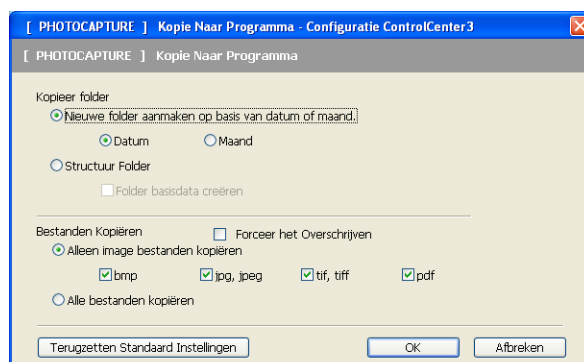 [ PHOTOCAPTURE ] Kopie Naar Programma - Configuratie ControlCenter3
[ PHOTOCAPTURE ] Kopie Naar Programma
Kopieer folder
Nieuwe folder aanmaken op basis van datum of maand.
Datum Maand
Structuur Folder
Folder basisdata creëren
Bestanden Kopiëren Forceer het Overschrijven
Alleen image bestanden kopiëren
bmp jpg, jpeg tif, tiff pdf
Alle bestanden kopiëren
Terugzetten Standaard Instellingen OK Afbreken